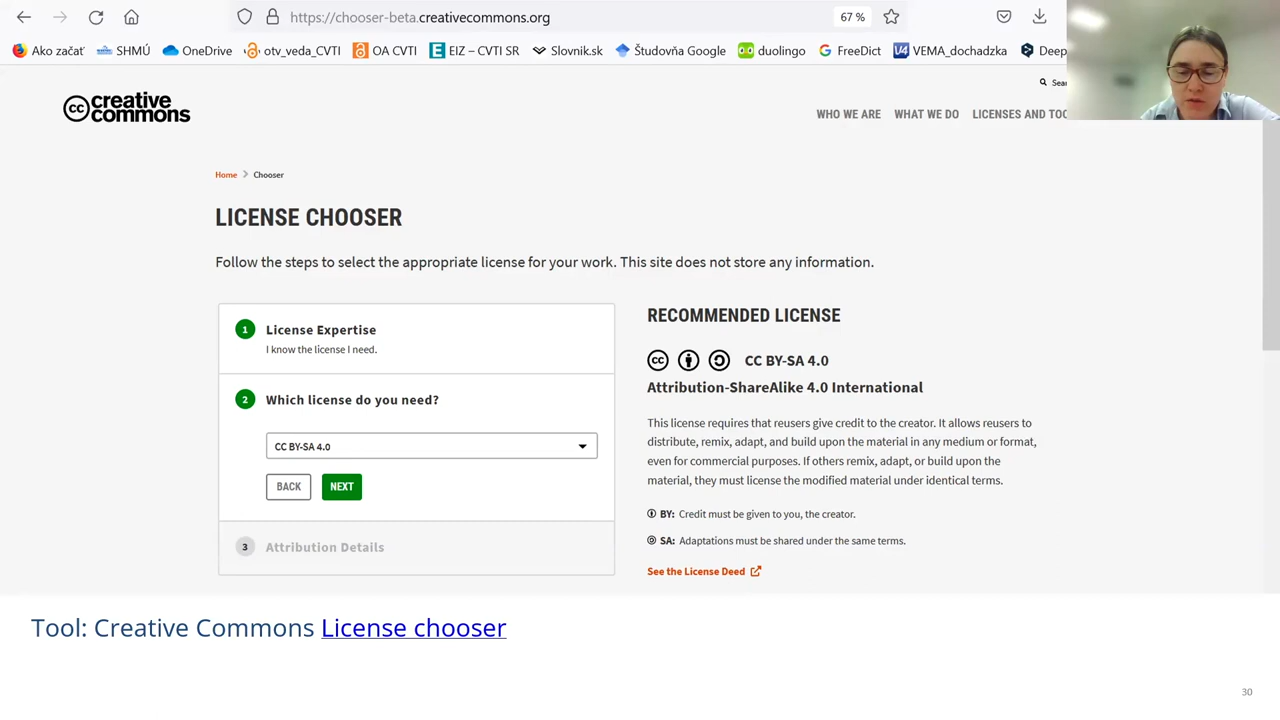 https://chooser-beta.creativecommons.org
67 %
Ako začať
SHMÚ
OneDrive
otv_veda_CVTI
OA CVTI
EIZ – CVTI SR
Slovnik.sk
Študovňa Google
duolingo
FreeDict
VEMA_dochadzka
Deep
Sea
cc creative commons
WHO WE ARE WHAT WE DO LICENSES AND TOO
Home > Chooser
LICENSE CHOOSER
Follow the steps to select the appropriate license for your work. This site does not store any information.
1 License Expertise
I know the license I need.
2 Which license do you need?
CC BY-SA 4.0
BACK NEXT
3 Attribution Details
RECOMMENDED LICENSE
CC BY-SA 4.0
Attribution-ShareAlike 4.0 International
This license requires that reusers give credit to the creator. It allows reusers to
distribute, remix, adapt, and build upon the material in any medium or format,
even for commercial purposes. If others remix, adapt, or build upon the
material, they must license the modified material under identical terms.
BY: Credit must be given to you, the creator.
SA: Adaptations must be shared under the same terms.
See the License Deed
Tool: Creative Commons License chooser
30